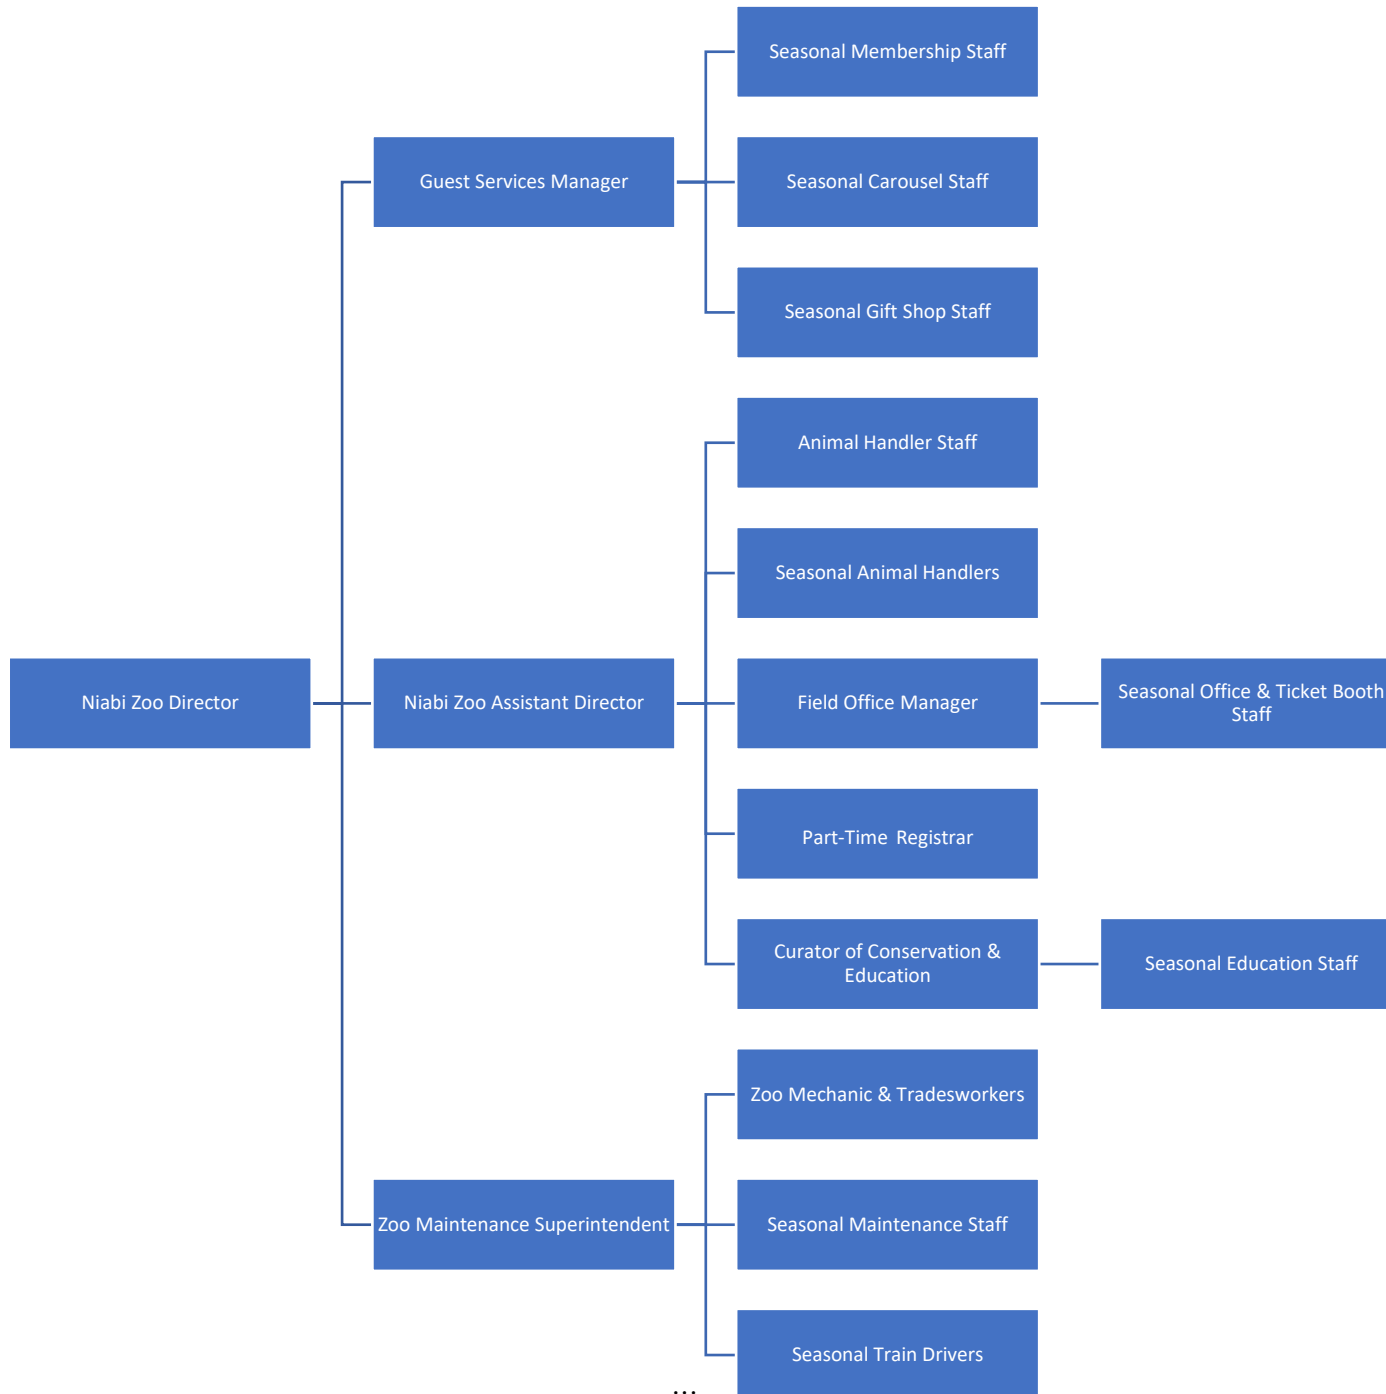 Seasonal Membership Staff
Guest Services Manager
Seasonal Carousel Staff
Seasonal Gift Shop Staff
Animal Handler Staff
Seasonal Animal Handlers
Niabi Zoo Director
Niabi Zoo Assistant Director
Field Office Manager
Seasonal Office & Ticket Booth
Staff
Part-Time Registrar
Curator of Conservation &
Education
Seasonal Education Staff
Zoo Mechanic & Tradesworkers
Zoo Maintenance Superintendent
Seasonal Maintenance Staff
Seasonal Train Drivers
...